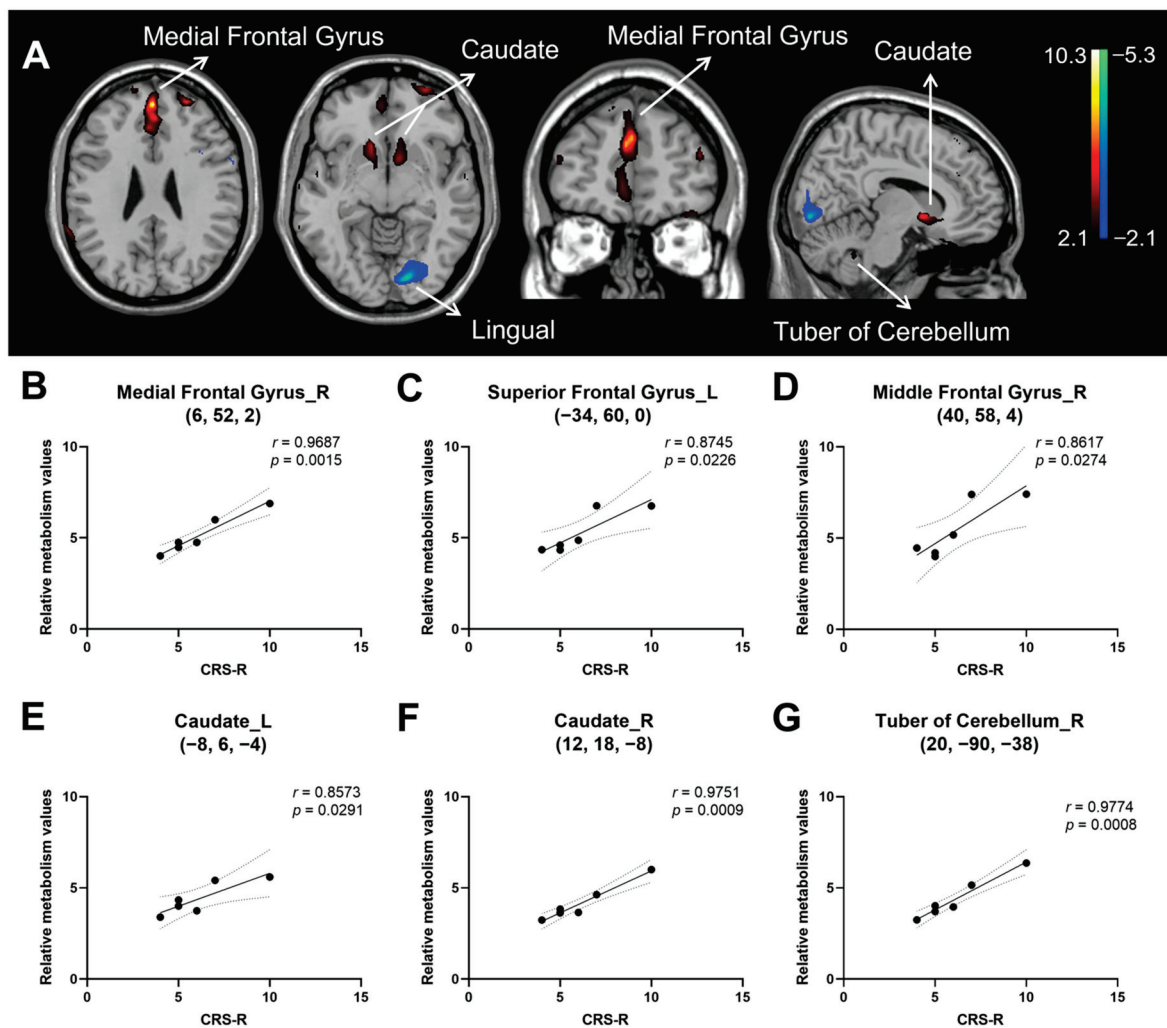 A
Medial Frontal Gyrus
Caudate
Medial Frontal Gyrus
Caudate
10.3
−5.3
2.1
−2.1
Lingual
Tuber of Cerebellum
B
Medial Frontal Gyrus_R
(6, 52, 2)
r = 0.9687
p = 0.0015
Relative metabolism values
10
5
0
0
5
10
15
CRS-R
C
Superior Frontal Gyrus_L
(−34, 60, 0)
r = 0.8745
p = 0.0226
Relative metabolism values
10
5
0
0
5
10
15
CRS-R
D
Middle Frontal Gyrus_R
(40, 58, 4)
r = 0.8617
p = 0.0274
Relative metabolism values
10
5
0
0
5
10
15
CRS-R
E
Caudate_L
(−8, 6, −4)
r = 0.8573
p = 0.0291
Relative metabolism values
10
5
0
0
5
10
15
CRS-R
F
Caudate_R
(12, 18, −8)
r = 0.9751
p = 0.0009
Relative metabolism values
10
5
0
0
5
10
15
CRS-R
G
Tuber of Cerebellum_R
(20, −90, −38)
r = 0.9774
p = 0.0008
Relative metabolism values
10
5
0
0
5
10
15
CRS-R